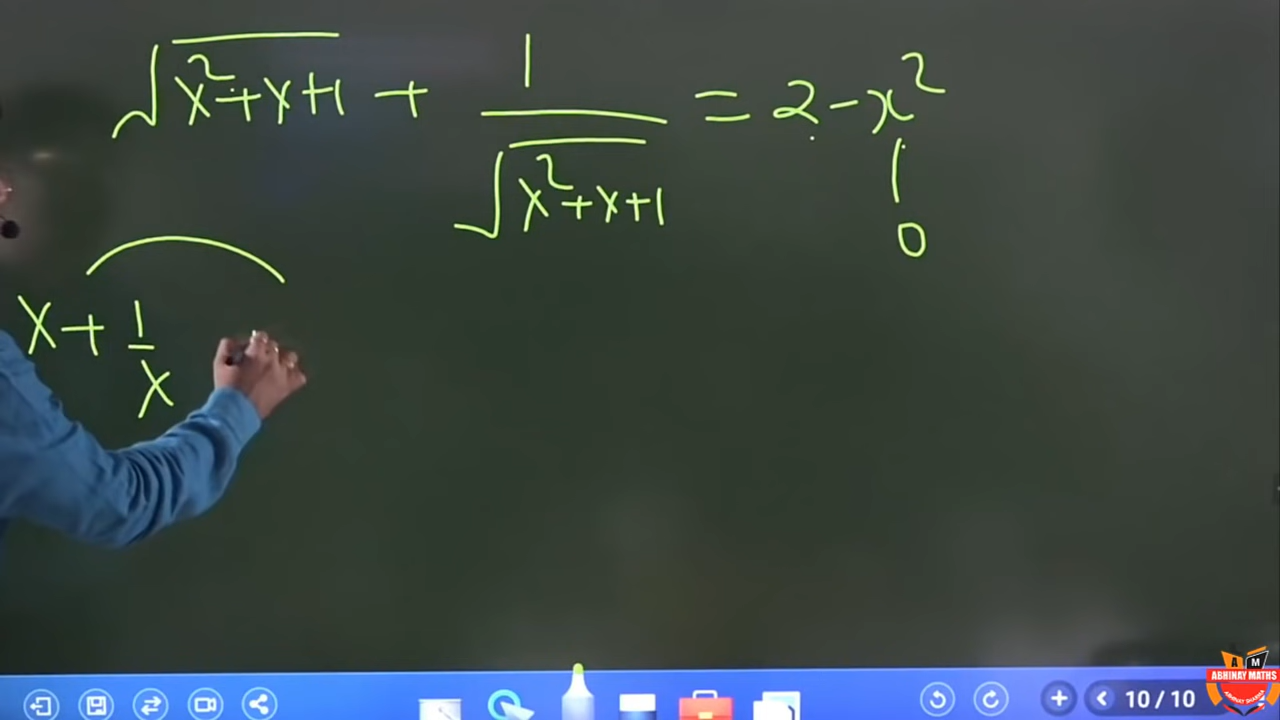 √(x²+x+1) + 1/√(x²+x+1) = 2-x²
0
x + 1/x
10 / 10
A M
ABHINAY MATHS